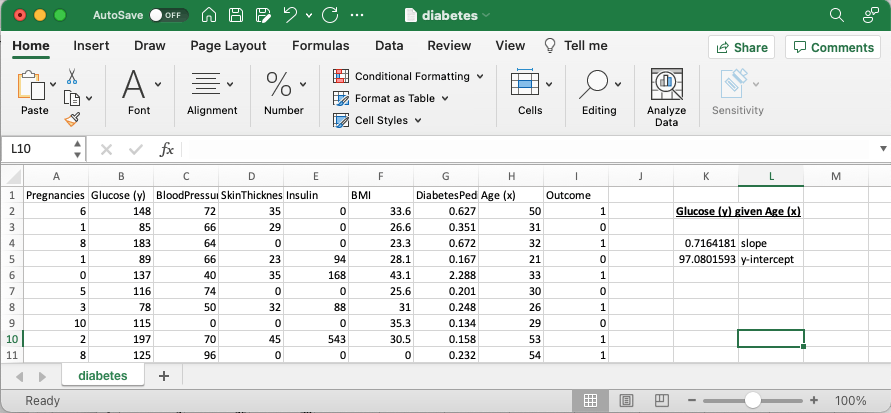 AutoSave OFF diabetes
Home Insert Draw Page Layout Formulas Data Review View Tell me Share Comments
Paste Font Alignment Number Conditional Formatting Format as Table Cell Styles Cells Editing Analyze Data Sensitivity
L10 fx
A B C D E F G H I J K L M
1 Pregnancies Glucose (y) BloodPressu SkinThicknes Insulin BMI DiabetesPed Age (x) Outcome
2 6 148 72 35 0 33.6 0.627 50 1 Glucose (y) given Age (x)
3 1 85 66 29 0 26.6 0.351 31 0
4 8 183 64 0 0 23.3 0.672 32 1 0.7164181 slope
5 1 89 66 23 94 28.1 0.167 21 0 97.0801593 y-intercept
6 0 137 40 35 168 43.1 2.288 33 1
7 5 116 74 0 0 25.6 0.201 30 0
8 3 78 50 32 88 31 0.248 26 1
9 10 115 0 0 0 35.3 0.134 29 0
10 2 197 70 45 543 30.5 0.158 53 1
11 8 125 96 0 0 0 0.232 54 1
diabetes +
Ready 100%